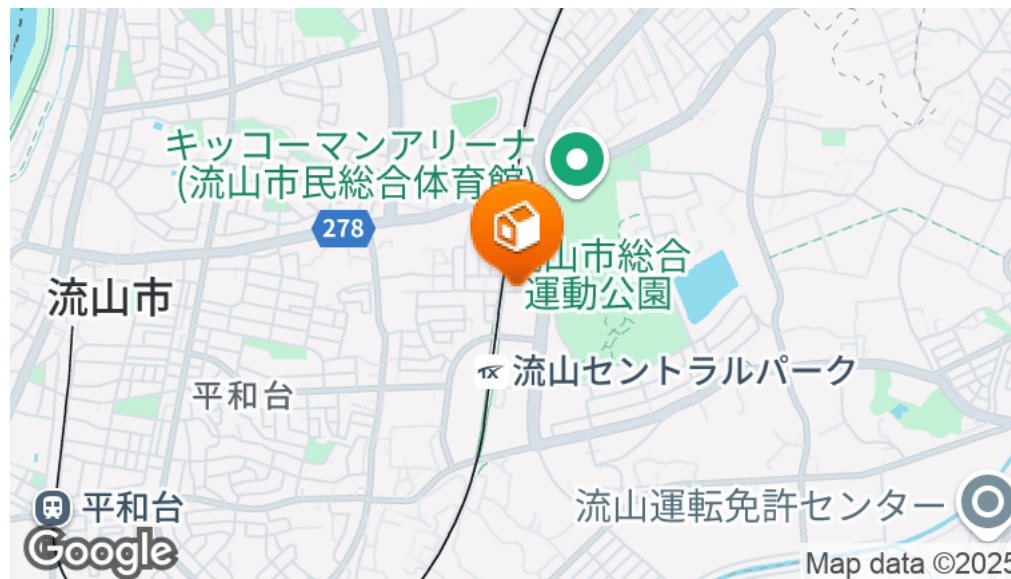 キッコーマンアリーナ
(流山市民総合体育館)
278
山市総合
運動公園
流山市
TX 流山セントラルパーク
平和台
平和台
流山運転免許センター
Google
Map data ©2025